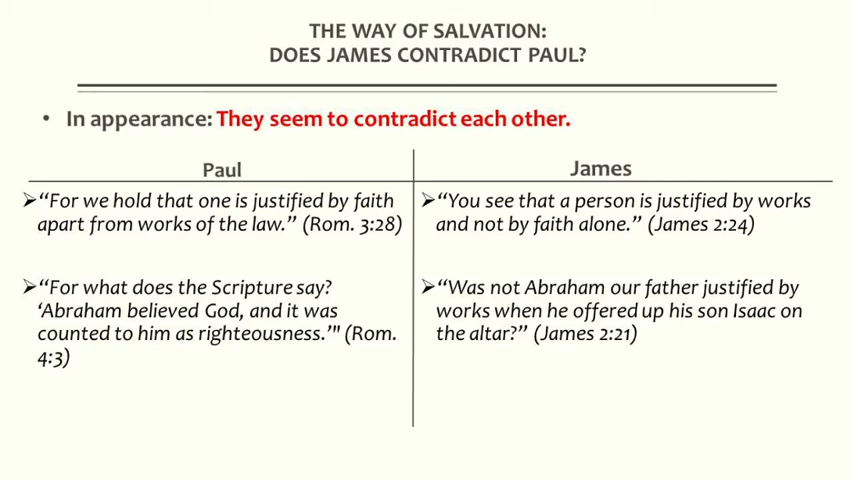 THE WAY OF SALVATION:
DOES JAMES CONTRADICT PAUL?
• In appearance: They seem to contradict each other.
Paul
➢“For we hold that one is justified by faith
apart from works of the law.” (Rom. 3:28)
➢“For what does the Scripture say?
‘Abraham believed God, and it was
counted to him as righteousness.’" (Rom.
4:3)
James
➢“You see that a person is justified by works
and not by faith alone.” (James 2:24)
➢“Was not Abraham our father justified by
works when he offered up his son Isaac on
the altar?” (James 2:21)